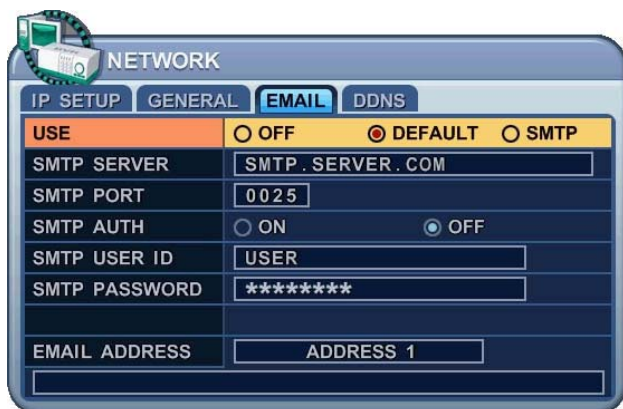 NETWORK
IP SETUP GENERAL EMAIL DDNS
USE OFF DEFAULT SMTP
SMTP SERVER SMTP.SERVER.COM
SMTP PORT 0025
SMTP AUTH ON OFF
SMTP USER ID USER
SMTP PASSWORD ********
EMAIL ADDRESS ADDRESS 1